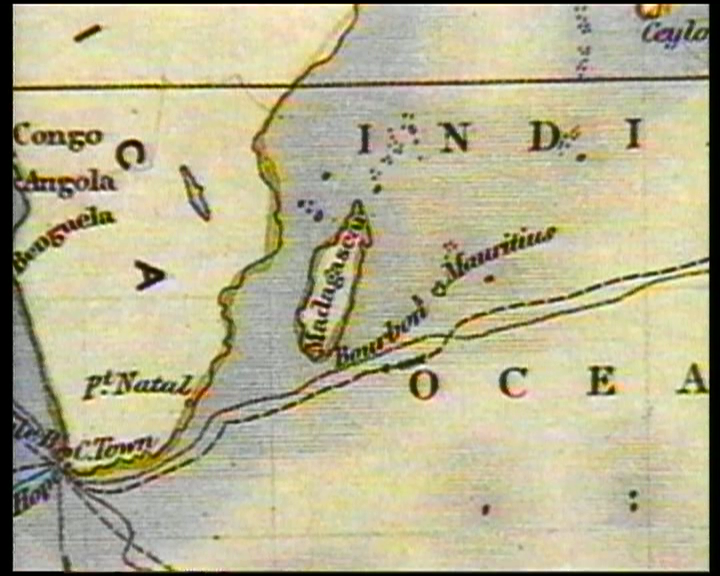 I
Ceylo
Congo
C
I N D I
Angola
Benguela
A
Madagascar
Mauritius
Bourbon
pt. Natal
O C E A
C. Town
Hope